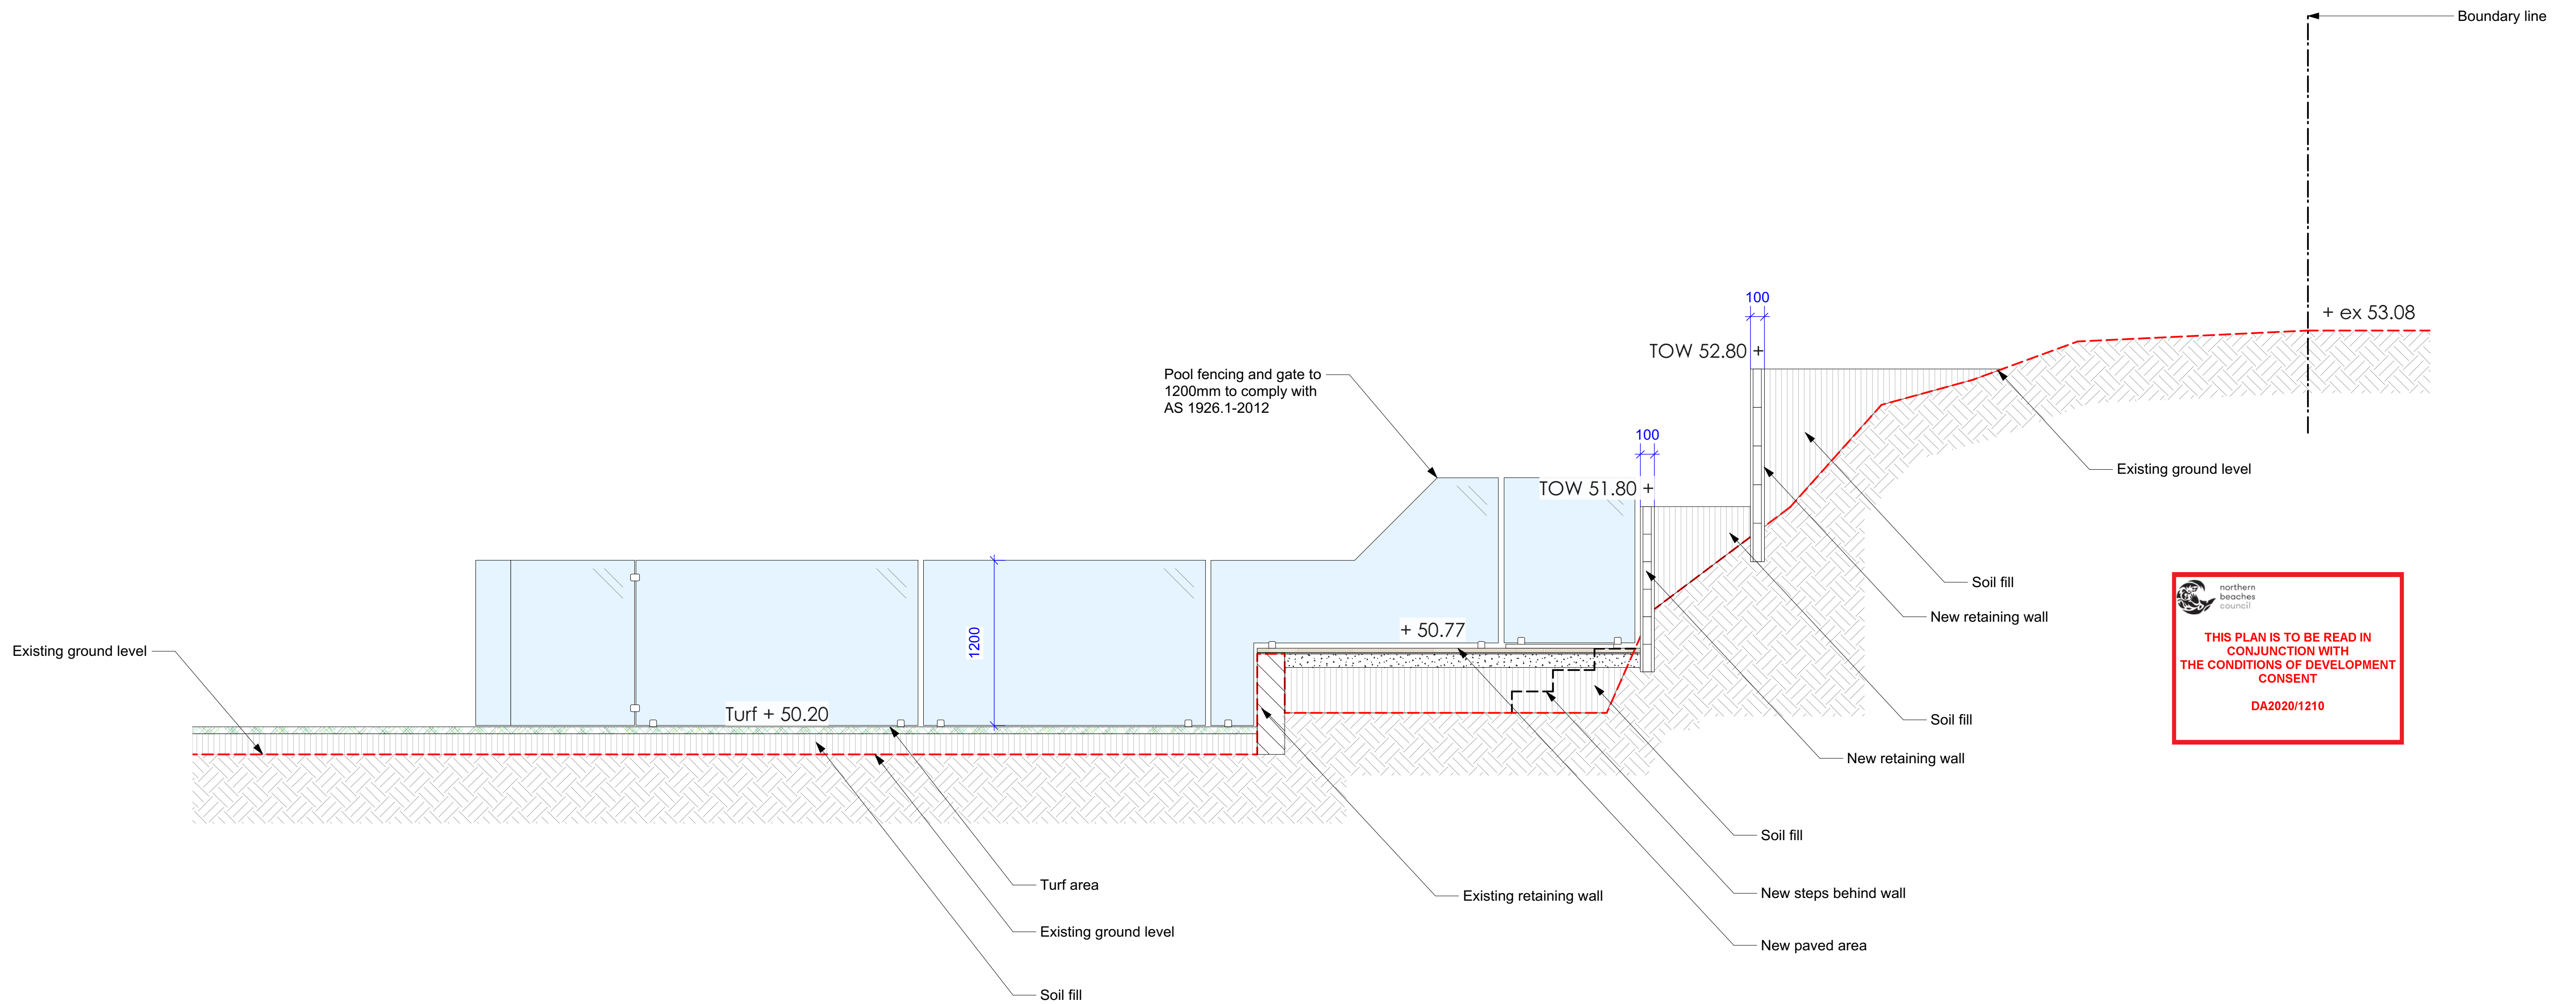 Boundary line
100
+ ex 53.08
TOW 52.80 +
Pool fencing and gate to
1200mm to comply with
AS 1926.1-2012
100
Existing ground level
TOW 51.80 +
Soil fill
northern
beaches
council
New retaining wall
THIS PLAN IS TO BE READ IN
CONJUNCTION WITH
THE CONDITIONS OF DEVELOPMENT
CONSENT
DA2020/1210
+ 50.77
1200
Existing ground level
Turf + 50.20
Soil fill
New retaining wall
Soil fill
Turf area
New steps behind wall
Existing retaining wall
Existing ground level
New paved area
Soil fill